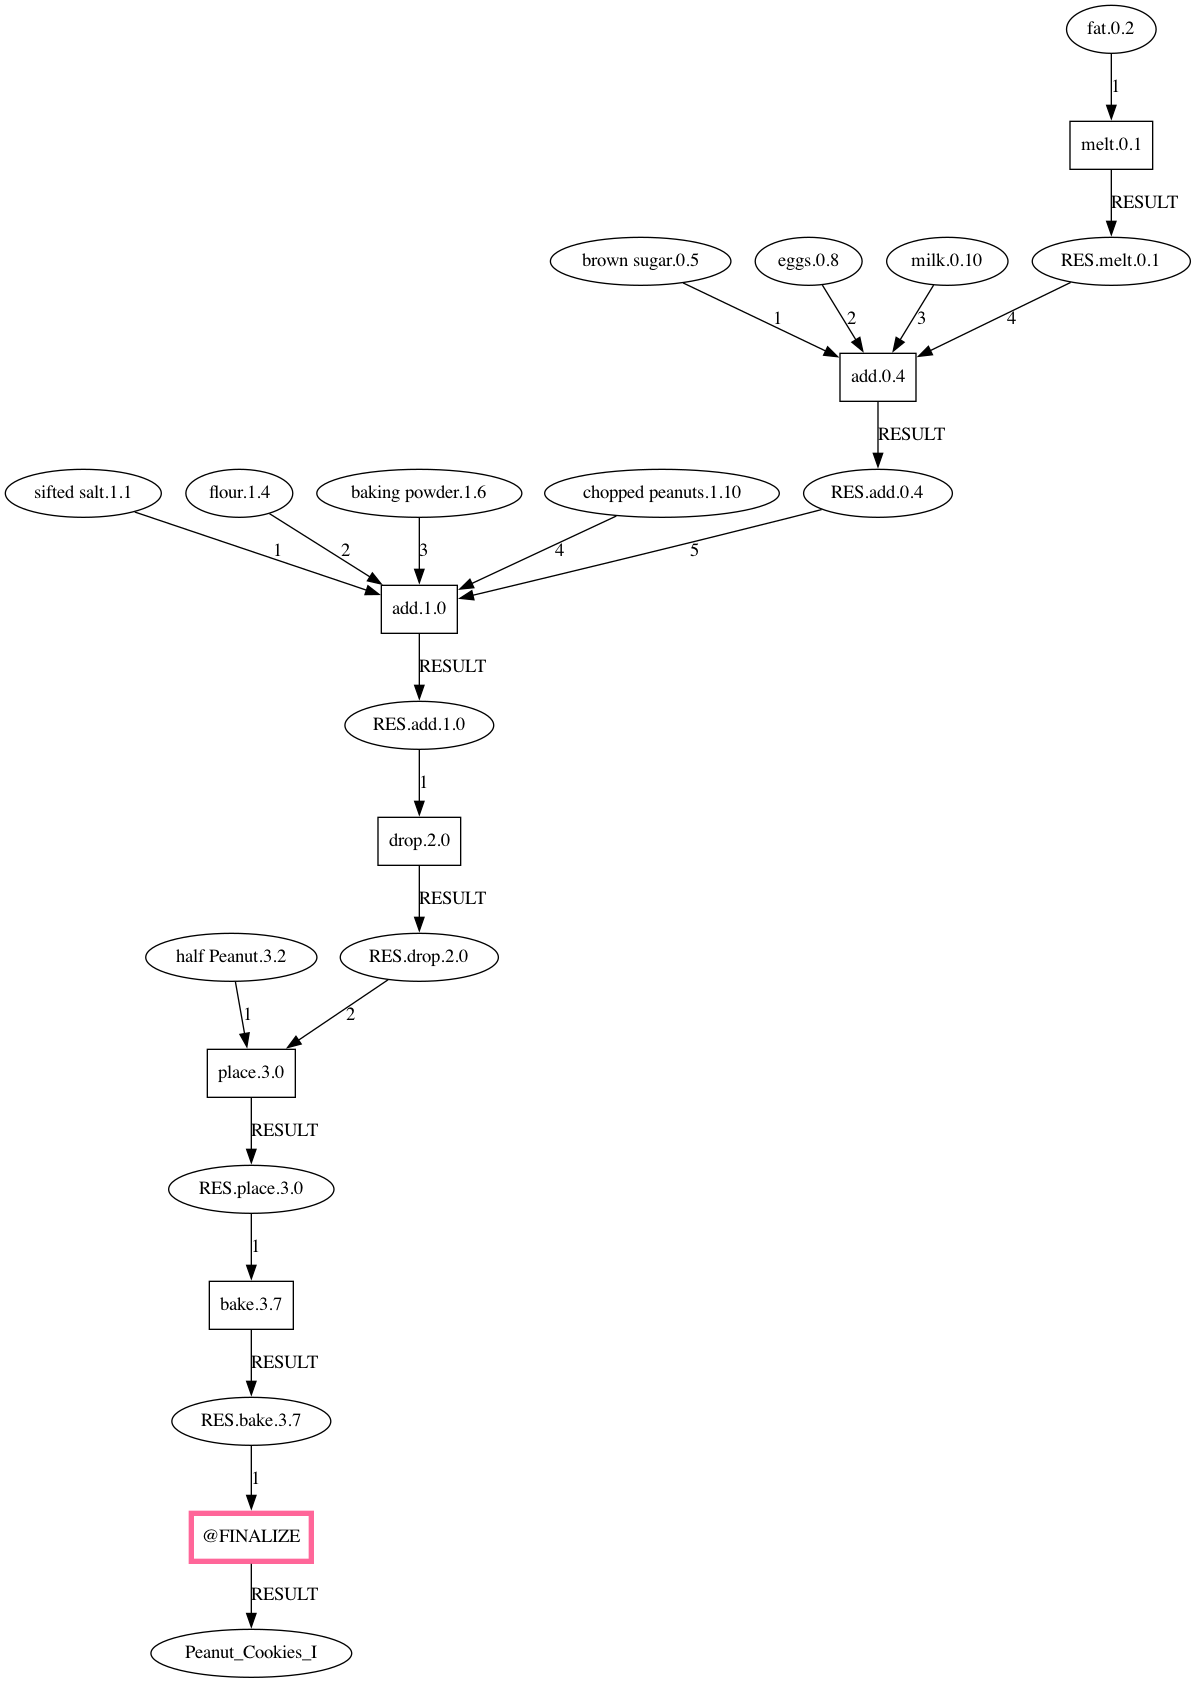 fat.0.2
1
melt.0.1
RESULT
brown sugar.0.5
eggs.0.8
milk.0.10
RES.melt.0.1
1
2
3
4
add.0.4
RESULT
sifted salt.1.1
flour.1.4
baking powder.1.6
chopped peanuts.1.10
RES.add.0.4
1
2
3
4
5
add.1.0
RESULT
RES.add.1.0
1
drop.2.0
RESULT
half Peanut.3.2
RES.drop.2.0
1
2
place.3.0
RESULT
RES.place.3.0
1
bake.3.7
RESULT
RES.bake.3.7
1
@FINALIZE
RESULT
Peanut_Cookies_I